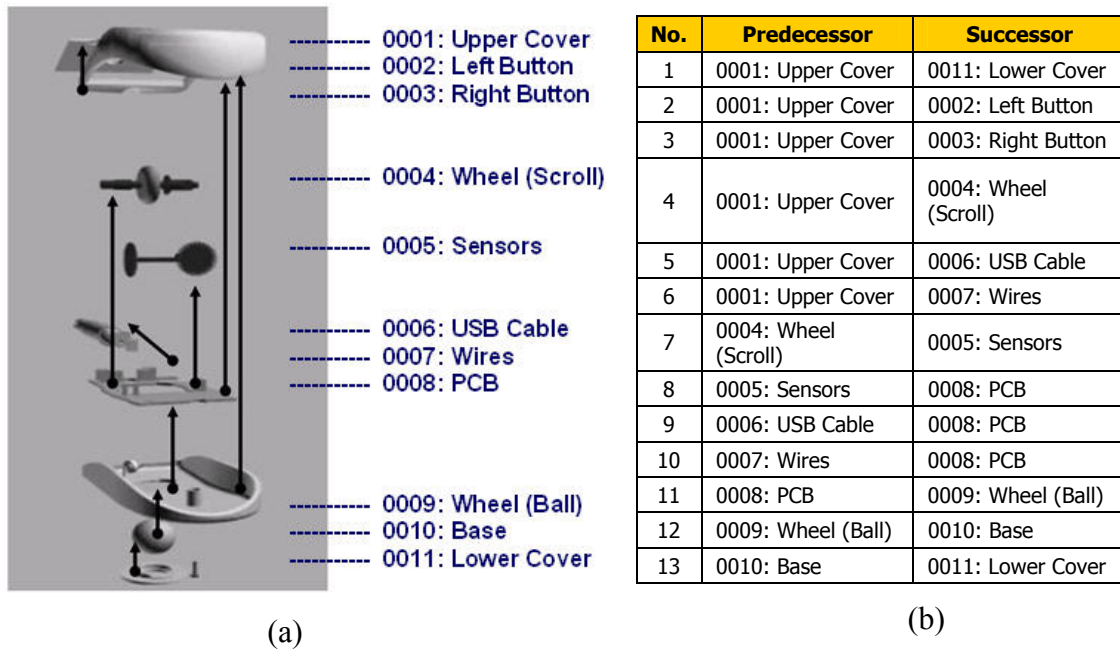 0001: Upper Cover
0002: Left Button
0003: Right Button
0004: Wheel (Scroll)
0005: Sensors
0006: USB Cable
0007: Wires
0008: PCB
0009: Wheel (Ball)
0010: Base
0011: Lower Cover
(a)
No. Predecessor Successor
1 0001: Upper Cover 0011: Lower Cover
2 0001: Upper Cover 0002: Left Button
3 0001: Upper Cover 0003: Right Button
4 0001: Upper Cover 0004: Wheel
(Scroll)
5 0001: Upper Cover 0006: USB Cable
6 0001: Upper Cover 0007: Wires
7 0004: Wheel
(Scroll) 0005: Sensors
8 0005: Sensors 0008: PCB
9 0006: USB Cable 0008: PCB
10 0007: Wires 0008: PCB
11 0008: PCB 0009: Wheel (Ball)
12 0009: Wheel (Ball) 0010: Base
13 0010: Base 0011: Lower Cover
(b)